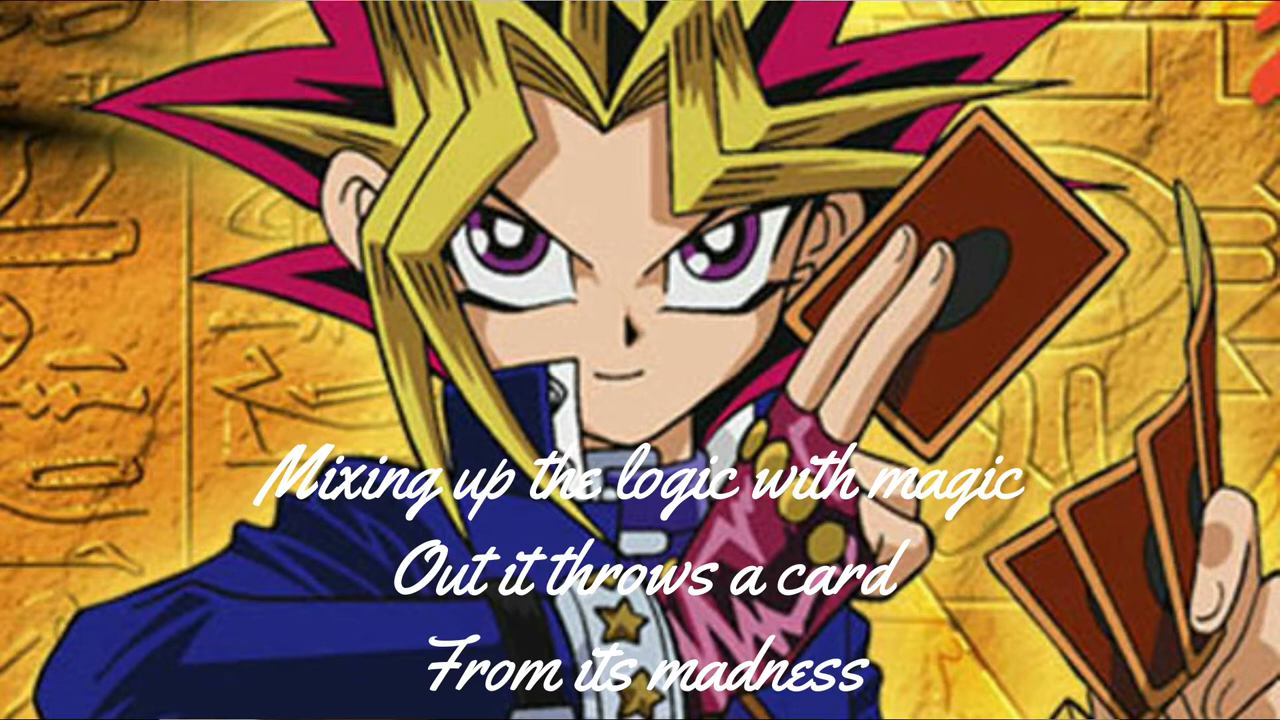 Mixing up the logic with magic
Out it throws a card
From its madness